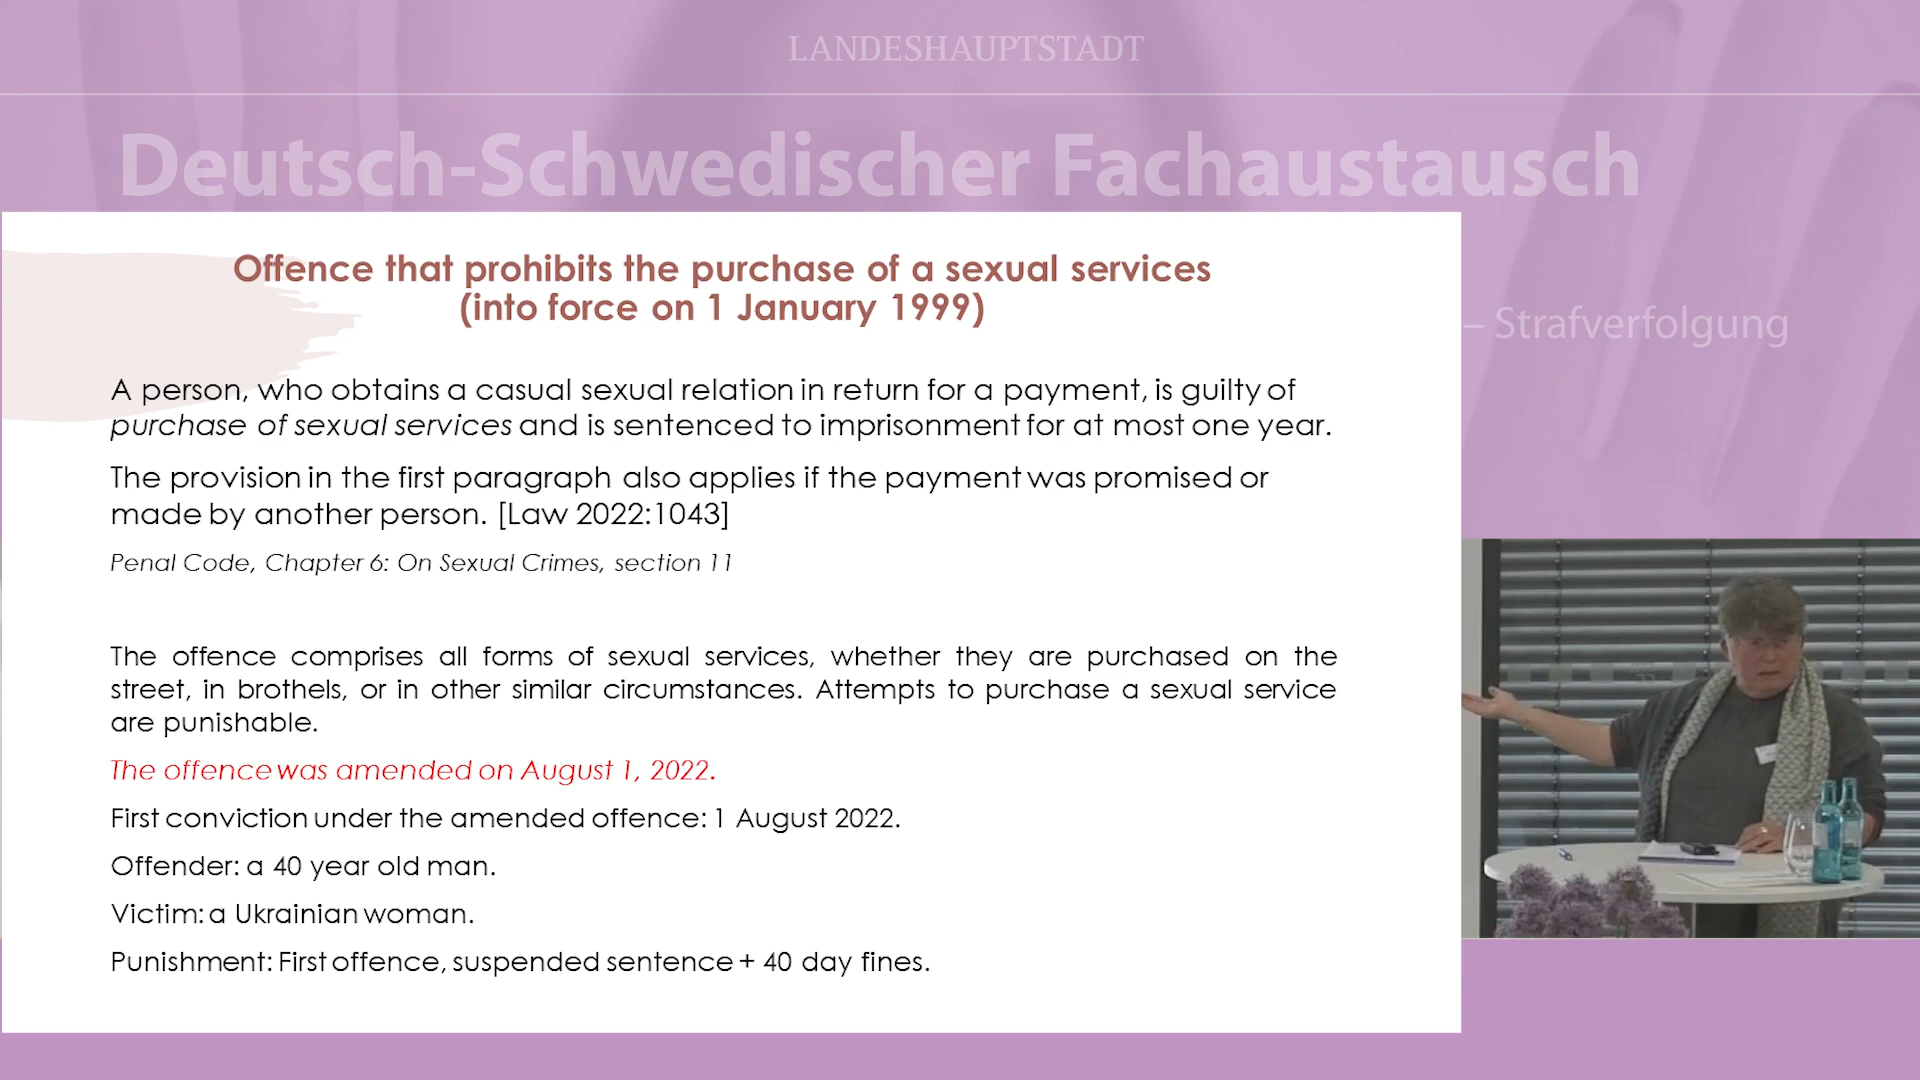 LANDESHAUPTSTADT
Deutsch-Schwedischer Fachaustausch
– Strafverfolgung
Offence that prohibits the purchase of a sexual services
(into force on 1 January 1999)
A person, who obtains a casual sexual relation in return for a payment, is guilty of
purchase of sexual services and is sentenced to imprisonment for at most one year.
The provision in the first paragraph also applies if the payment was promised or
made by another person. [Law 2022:1043]
Penal Code, Chapter 6: On Sexual Crimes, section 11
The offence comprises all forms of sexual services, whether they are purchased on the
street, in brothels, or in other similar circumstances. Attempts to purchase a sexual service
are punishable.
The offence was amended on August 1, 2022.
First conviction under the amended offence: 1 August 2022.
Offender: a 40 year old man.
Victim: a Ukrainian woman.
Punishment: First offence, suspended sentence + 40 day fines.